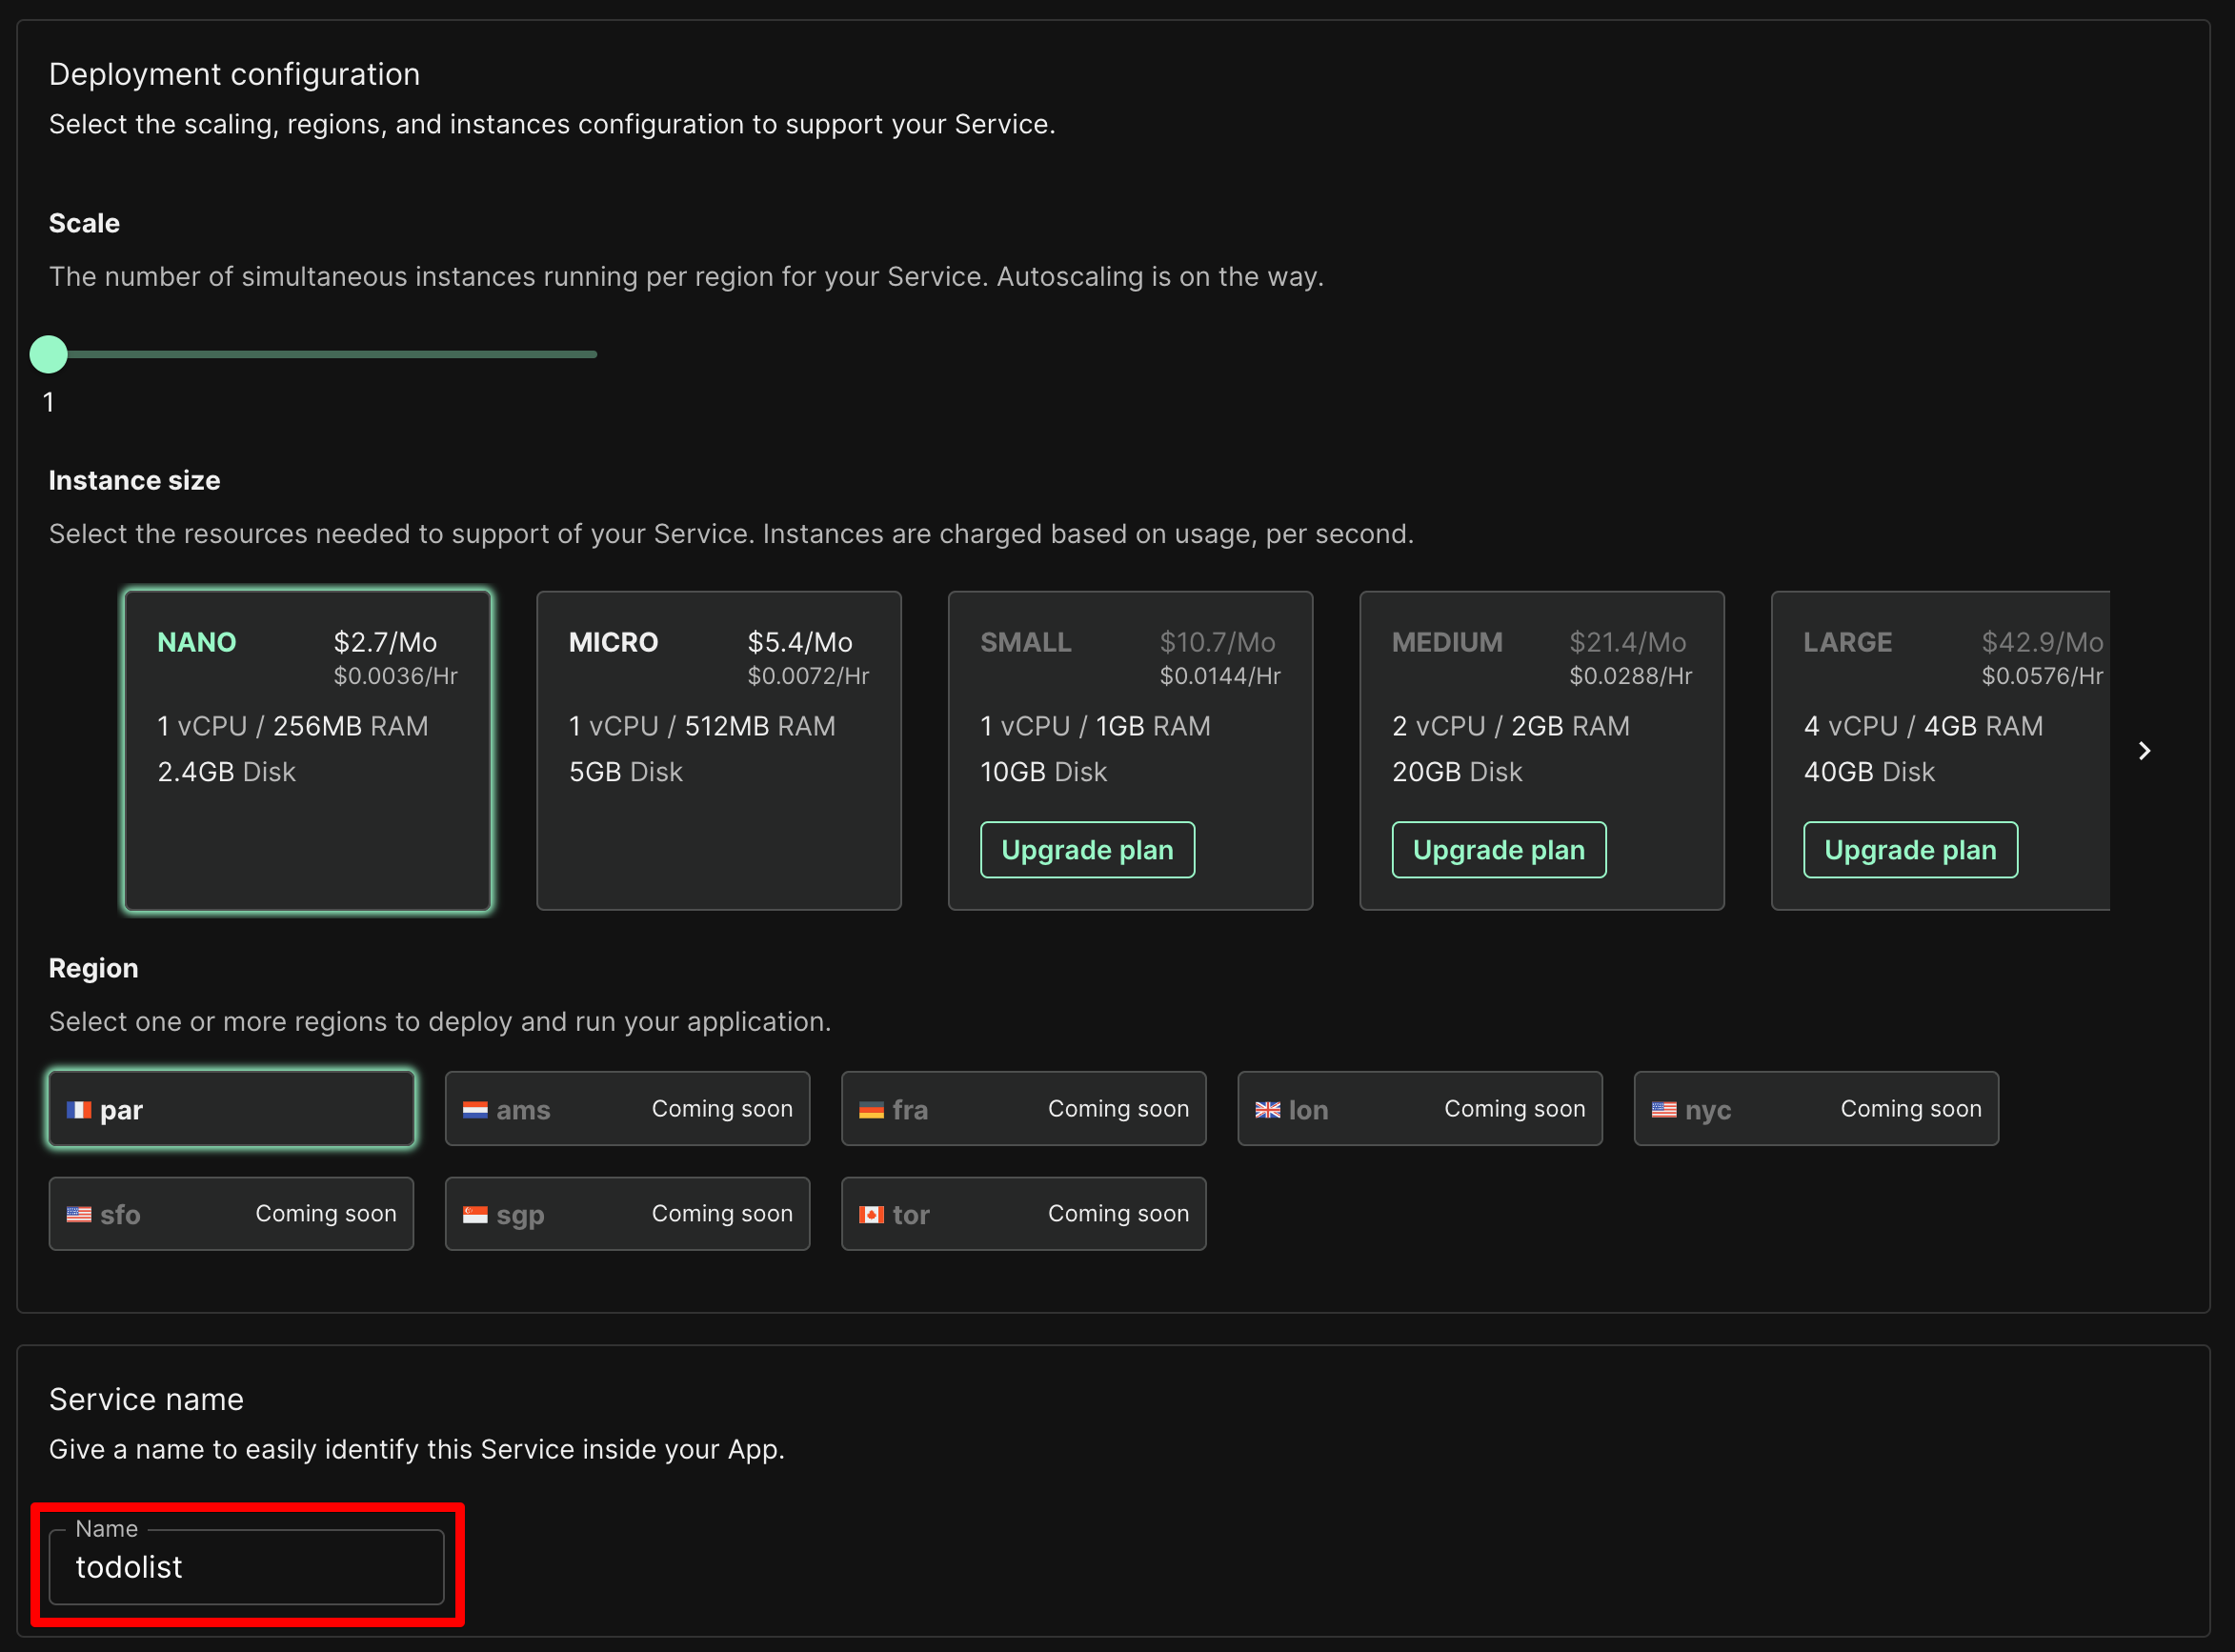 Deployment configuration
Select the scaling, regions, and instances configuration to support your Service.
Scale
The number of simultaneous instances running per region for your Service. Autoscaling is on the way.
1
Instance size
Select the resources needed to support of your Service. Instances are charged based on usage, per second.
NANO $2.7/Mo
$0.0036/Hr
1 vCPU / 256MB RAM
2.4GB Disk
MICRO $5.4/Mo
$0.0072/Hr
1 vCPU / 512MB RAM
5GB Disk
SMALL $10.7/Mo
$0.0144/Hr
1 vCPU / 1GB RAM
10GB Disk
Upgrade plan
MEDIUM $21.4/Mo
$0.0288/Hr
2 vCPU / 2GB RAM
20GB Disk
Upgrade plan
LARGE $42.9/Mo
$0.0576/Hr
4 vCPU / 4GB RAM
40GB Disk
Upgrade plan
Region
Select one or more regions to deploy and run your application.
par
ams Coming soon
fra Coming soon
lon Coming soon
nyc Coming soon
sfo Coming soon
sgp Coming soon
tor Coming soon
Service name
Give a name to easily identify this Service inside your App.
Name
todolist